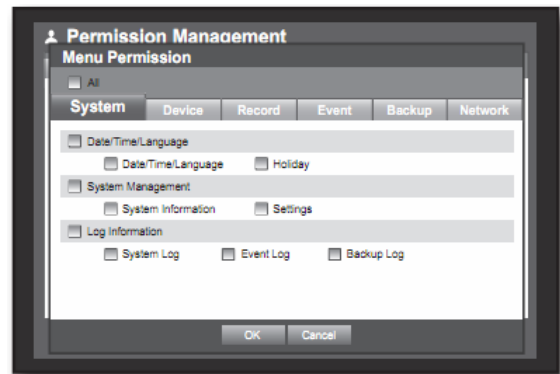 Permission Management
Menu Permission
All
System Device Record Event Backup Network
Date/Time/Language
Date/Time/Language Holiday
System Management
System Information Settings
Log Information
System Log Event Log Backup Log
OK Cancel